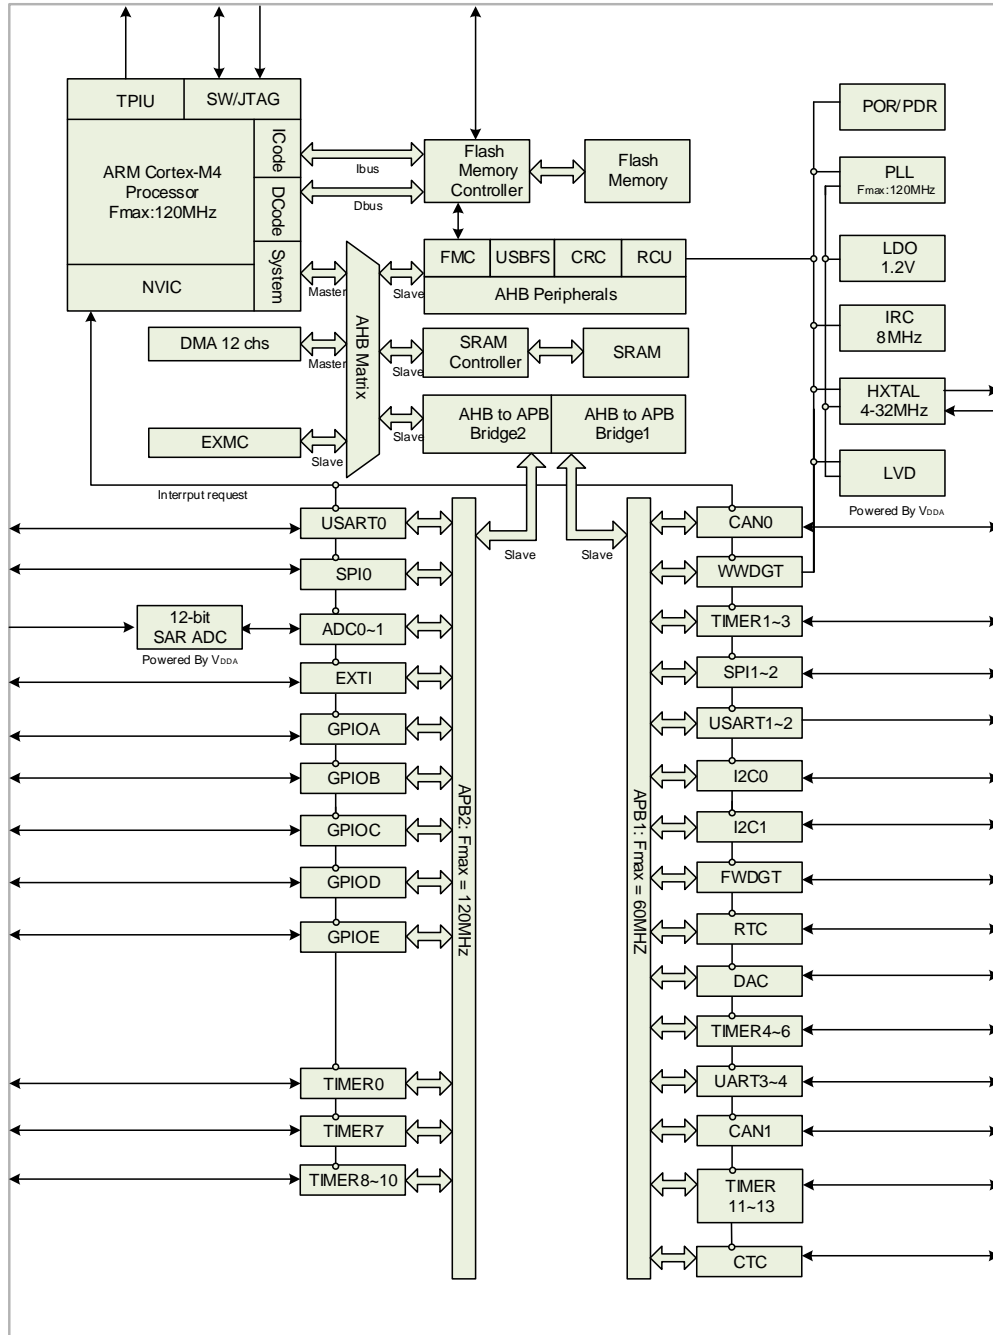 TPIU
SW/JTAG
ARM Cortex-M4
Processor
Fmax:120MHz
ICode
DCode
System
NVIC
Ibus
Dbus
Flash
Memory
Controller
Flash
Memory
FMC
USBFS
CRC
RCU
AHB Peripherals
Master
Slave
AHB Matrix
DMA 12 chs
Master
Slave
SRAM
Controller
SRAM
EXMC
Slave
Slave
AHB to APB
Bridge2
AHB to APB
Bridge1
POR/PDR
PLL
Fmax:120MHz
LDO
1.2V
IRC
8MHz
HXTAL
4-32MHz
LVD
Powered By VDDA
Interrput request
Slave
Slave
USART0
SPI0
12-bit
SAR ADC
Powered By VDDA
ADC0~1
EXTI
GPIOA
GPIOB
GPIOC
GPIOD
GPIOE
TIMER0
TIMER7
TIMER8~10
APB2: Fmax = 120MHz
APB1: Fmax = 60MHZ
CAN0
WWDGT
TIMER1~3
SPI1~2
USART1~2
I2C0
I2C1
FWDGT
RTC
DAC
TIMER4~6
UART3~4
CAN1
TIMER
11~13
CTC